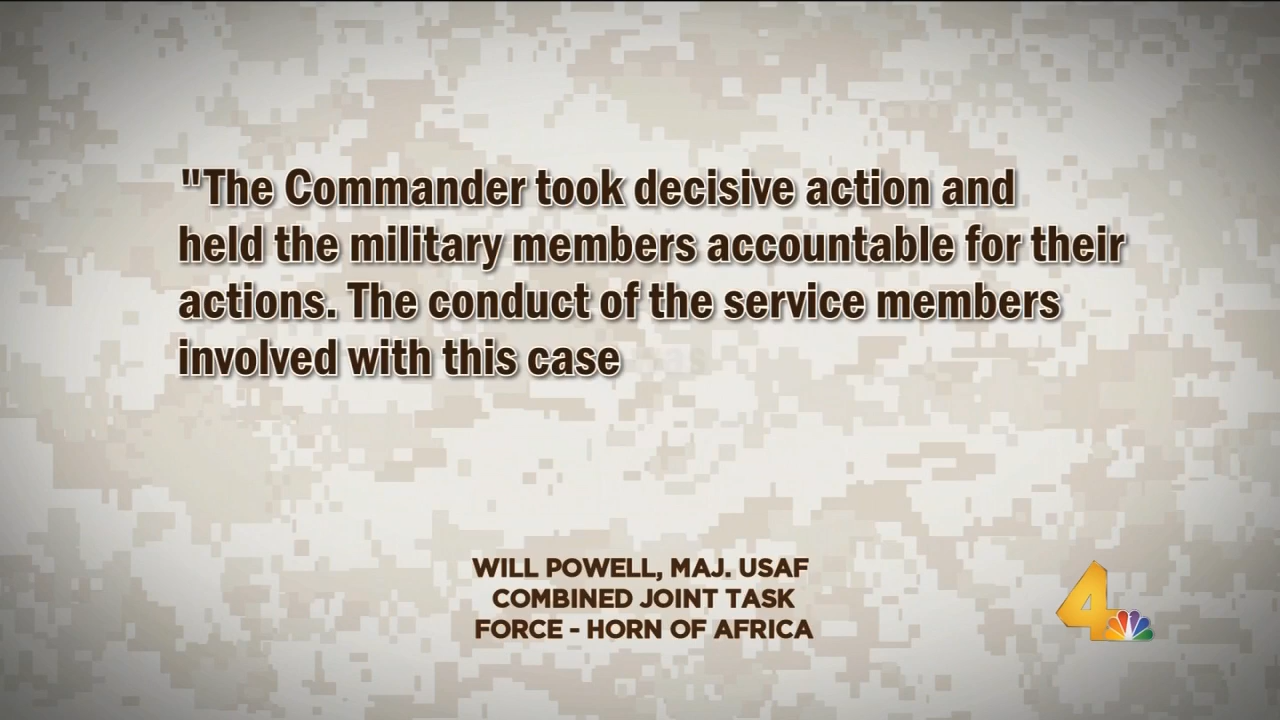 "The Commander took decisive action and
held the military members accountable for their
actions. The conduct of the service members
involved with this case
WILL POWELL, MAJ. USAF
COMBINED JOINT TASK
FORCE - HORN OF AFRICA
4